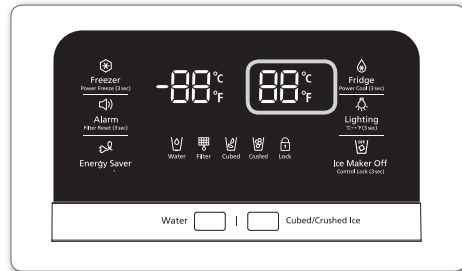 Freezer
Power Freeze (3 sec)
Alarm
Filter Reset (3 sec)
Energy Saver
-88 °C °F
88 °C °F
Water Filter Cubed Crushed Lock
Fridge
Power Cool (3 sec)
Lighting
°C↔°F (3 sec)
OFF
Ice Maker Off
Control Lock (3 sec)
Water | Cubed/Crushed Ice